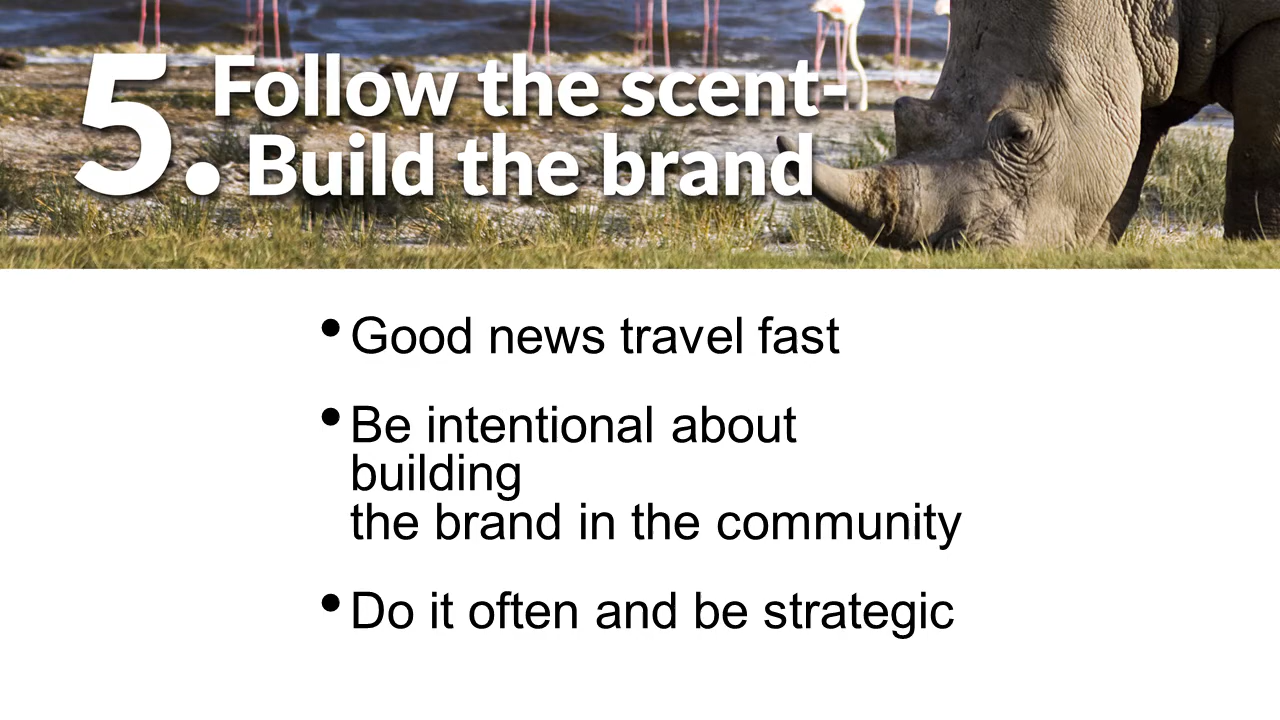 5. Follow the scent-
Build the brand
• Good news travel fast
• Be intentional about
building
the brand in the community
• Do it often and be strategic